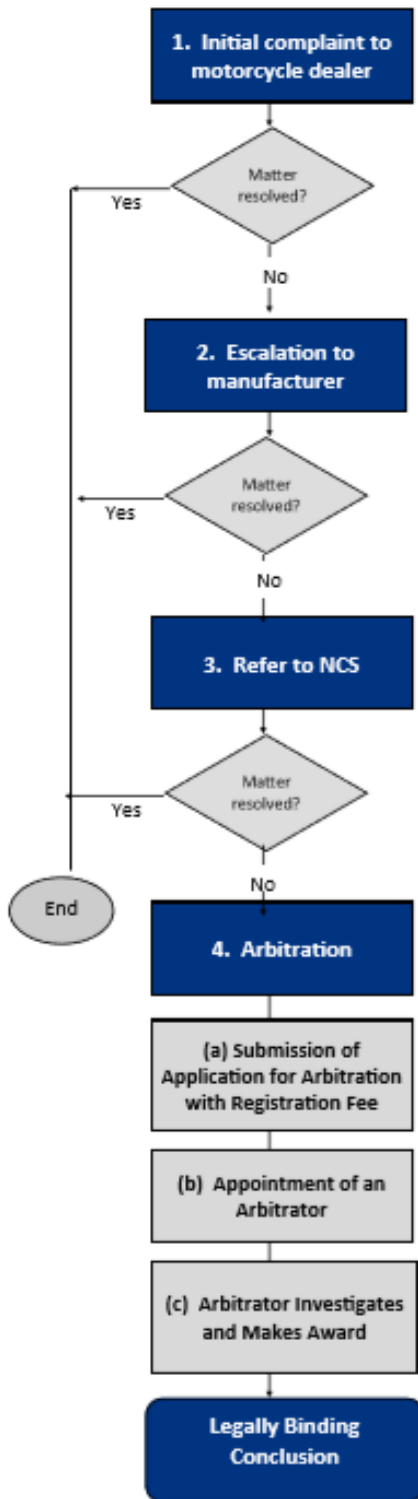 1. Initial complaint to
motorcycle dealer
Matter
resolved?
Yes
No
2. Escalation to
manufacturer
Matter
resolved?
Yes
No
3. Refer to NCS
Matter
resolved?
Yes
No
End
4. Arbitration
(a) Submission of
Application for Arbitration
with Registration Fee
(b) Appointment of an
Arbitrator
(c) Arbitrator Investigates
and Makes Award
Legally Binding
Conclusion